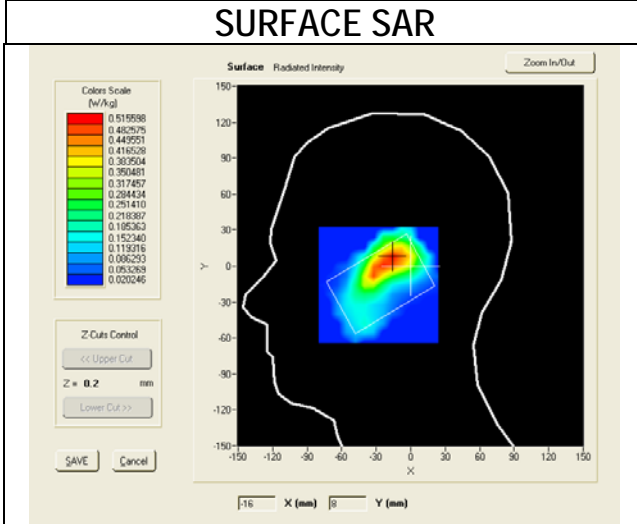 SURFACE SAR
Surface Radiated Intensity
Zoom In/Out
Colors Scale
(W/kg)
0.515598
0.482575
0.449551
0.416528
0.383504
0.350481
0.317457
0.284434
0.251410
0.218387
0.185363
0.152340
0.119316
0.086293
0.053269
0.020246
Z-Cuts Control
<< Upper Cut
Z = 0.2 mm
Lower Cut >>
SAVE Cancel
150
120
90
60
30
0
-30
-60
-90
-120
-150
Y
-150 -120 -90 -60 -30 0 30 60 90 120 150
X
-16 X (mm) 8 Y (mm)